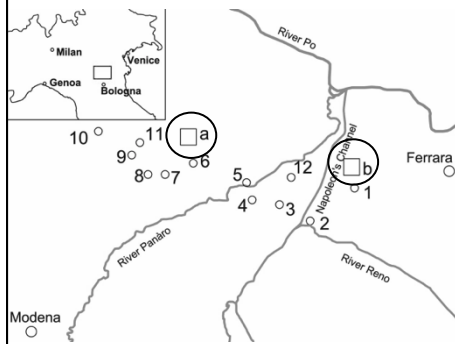 Milan
Venice
Genoa
Bologna
River Po
10
11
a
9
6
8
7
5
12
4
3
Napoleon's Channel
b
Ferrara
1
2
River Panàro
River Reno
Modena